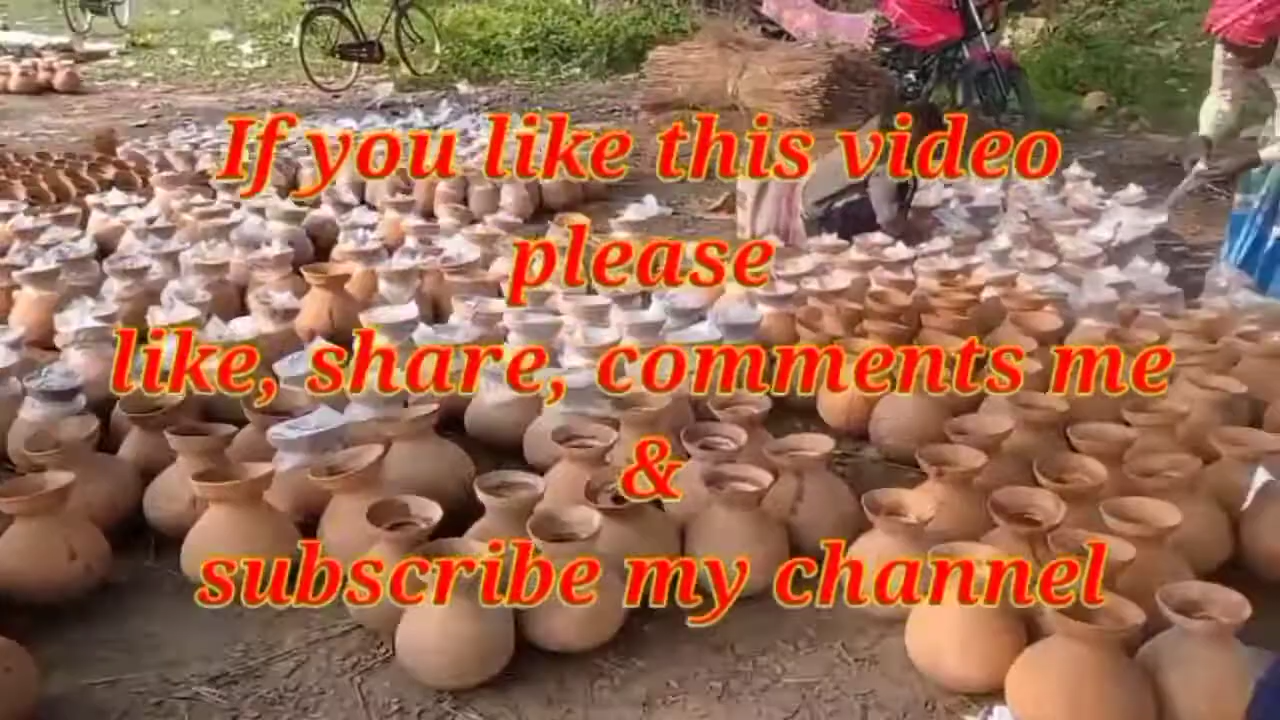 If you like this video
please
like, share, comments me
&
subscribe my channel